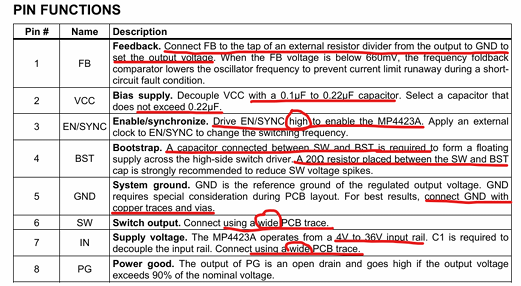 PIN FUNCTIONS
Pin # Name Description
Feedback. Connect FB to the tap of an external resistor divider from the output to GND to
set the output voltage. When the FB voltage is below 660mV, the frequency foldback
1 FB
comparator lowers the oscillator frequency to prevent current limit runaway during a short-
circuit fault condition.
2 VCC
Bias supply. Decouple VCC with a 0.1μF to 0.22μF capacitor. Select a capacitor that
does not exceed 0.22μF.
3 EN/SYNC
Enable/synchronize. Drive EN/SYNC high to enable the MP4423A. Apply an external
clock to EN/SYNC to change the switching frequency.
Bootstrap. A capacitor connected between SW and BST is required to form a floating
4 BST
supply across the high-side switch driver. A 20Ω resistor placed between the SW and BST
cap is strongly recommended to reduce SW voltage spikes.
System ground. GND is the reference ground of the regulated output voltage. GND
5 GND
requires special consideration during PCB layout. For best results, connect GND with
copper traces and vias.
6 SW Switch output. Connect using a wide PCB trace.
7 IN
Supply voltage. The MP4423A operates from a 4V to 36V input rail. C1 is required to
decouple the input rail. Connect using a wide PCB trace.
8 PG
Power good. The output of PG is an open drain and goes high if the output voltage
exceeds 90% of the nominal voltage.